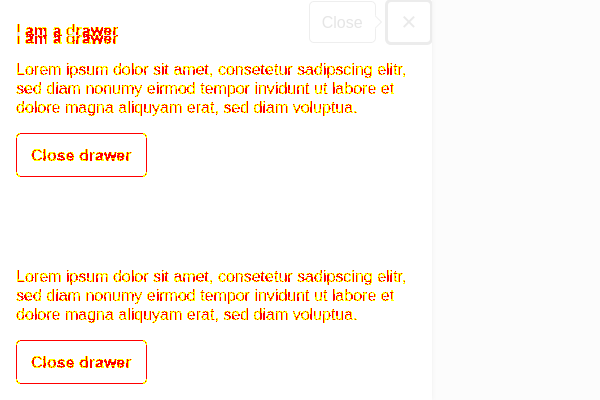 Close ✕
I am a drawer
I am a drawer
Lorem ipsum dolor sit amet, consetetur sadipscing elitr,
sed diam nonumy eirmod tempor invidunt ut labore et
dolore magna aliquyam erat, sed diam voluptua.
Close drawer
Lorem ipsum dolor sit amet, consetetur sadipscing elitr,
sed diam nonumy eirmod tempor invidunt ut labore et
dolore magna aliquyam erat, sed diam voluptua.
Close drawer